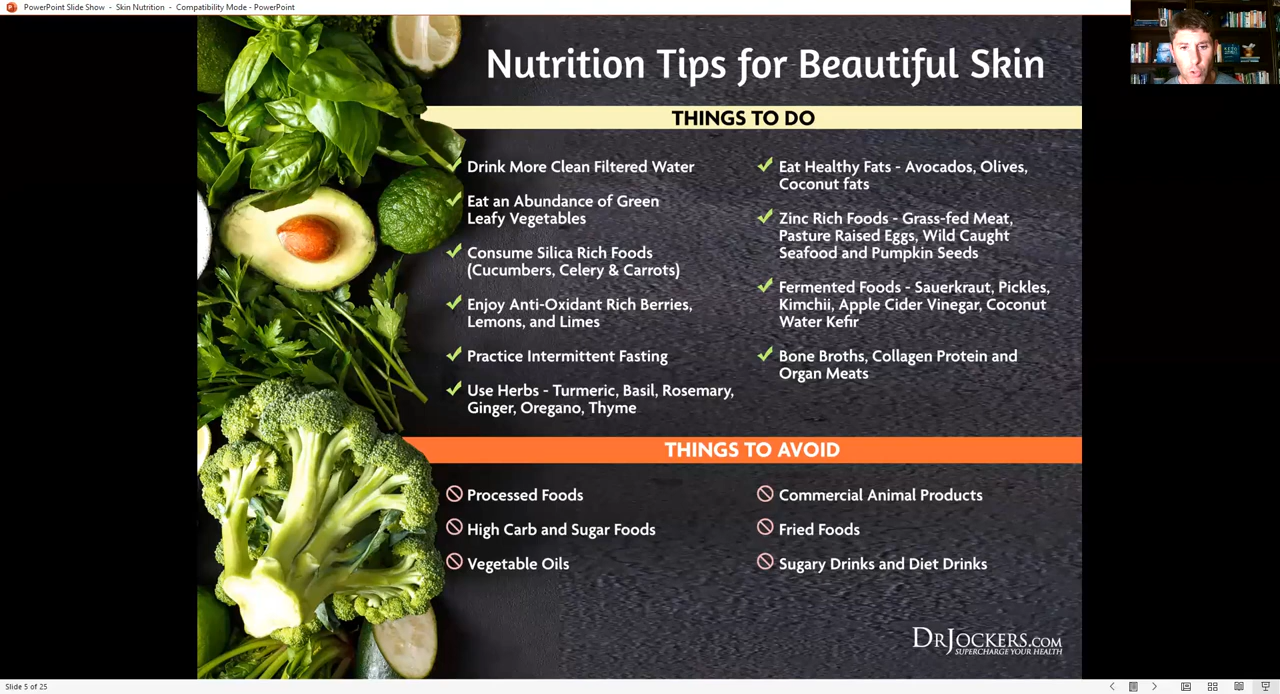 PowerPoint Slide Show - Skin Nutrition - Compatibility Mode - PowerPoint
Nutrition Tips for Beautiful Skin
THINGS TO DO
Drink More Clean Filtered Water
Eat an Abundance of Green
Leafy Vegetables
Consume Silica Rich Foods
(Cucumbers, Celery & Carrots)
Enjoy Anti-Oxidant Rich Berries,
Lemons, and Limes
Practice Intermittent Fasting
Use Herbs - Turmeric, Basil, Rosemary,
Ginger, Oregano, Thyme
Eat Healthy Fats - Avocados, Olives,
Coconut fats
Zinc Rich Foods - Grass-fed Meat,
Pasture Raised Eggs, Wild Caught
Seafood and Pumpkin Seeds
Fermented Foods - Sauerkraut, Pickles,
Kimchii, Apple Cider Vinegar, Coconut
Water Kefir
Bone Broths, Collagen Protein and
Organ Meats
THINGS TO AVOID
Processed Foods
High Carb and Sugar Foods
Vegetable Oils
Commercial Animal Products
Fried Foods
Sugary Drinks and Diet Drinks
DRJOCKERS.COM
SUPERCHARGE YOUR HEALTH
Slide 5 of 25